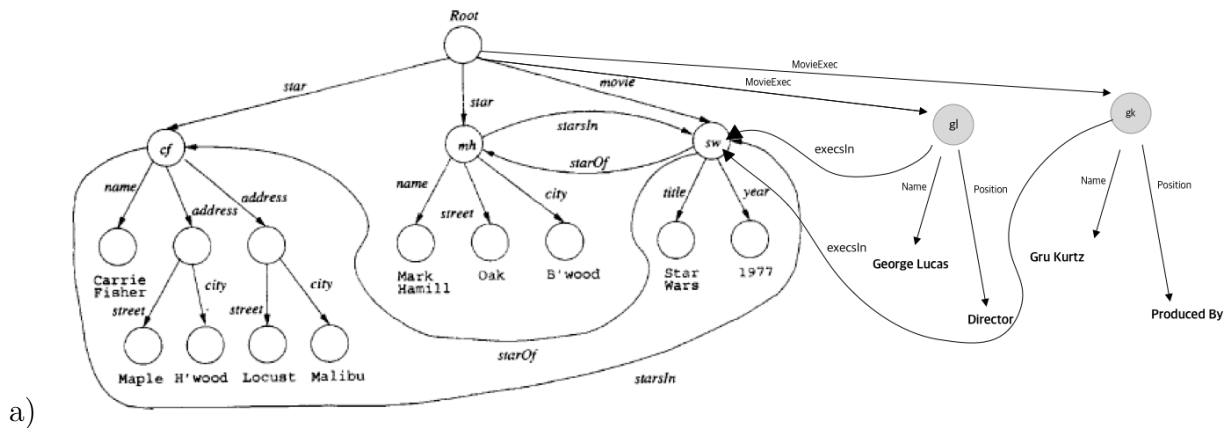 Root
MovieExec
MovieExec
star
star
movie
starsIn
starOf
execsIn
cf
mh
sw
gl
gk
name
address
address
name
street
city
title
year
Name
Position
Name
Position
Carrie
Fisher
Mark
Hamill
Oak
B'wood
Star
Wars
1977
execsIn
George Lucas
Gru Kurtz
street
city
street
city
Director
Produced By
Maple
H'wood
Locust
Malibu
starOf
starsIn
a)